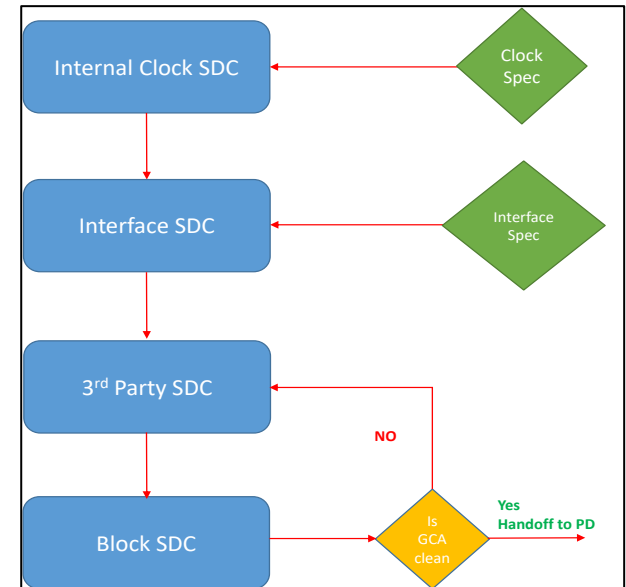 Internal Clock SDC
Clock
Spec
Interface SDC
Interface
Spec
3rd Party SDC
NO
Block SDC
Is
GCA
clean
Yes
Handoff to PD